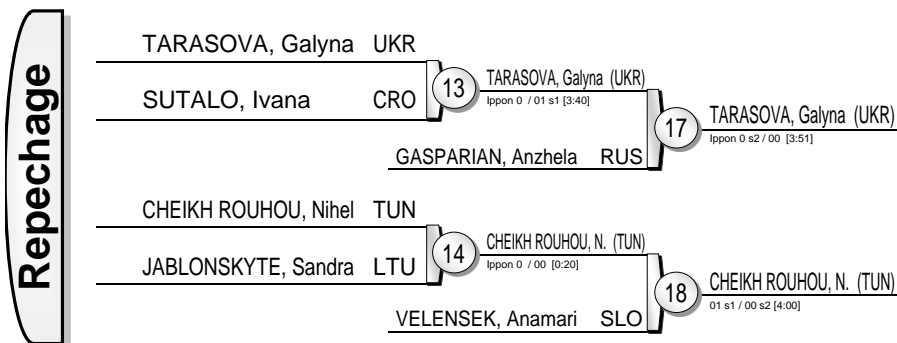 Repechage
TARASOVA, Galyna UKR
SUTALO, Ivana CRO
13
TARASOVA, Galyna (UKR)
Ippon 0 / 01 s1 [3:40]
GASPARIAN, Anzhela RUS
17
TARASOVA, Galyna (UKR)
Ippon 0 s2 / 00 [3:51]
CHEIKH ROUHOU, Nihel TUN
JABLONSKYTE, Sandra LTU
14
CHEIKH ROUHOU, N. (TUN)
Ippon 0 / 00 [0:20]
VELENSEK, Anamari SLO
18
CHEIKH ROUHOU, N. (TUN)
01 s1 / 00 s2 [4:00]